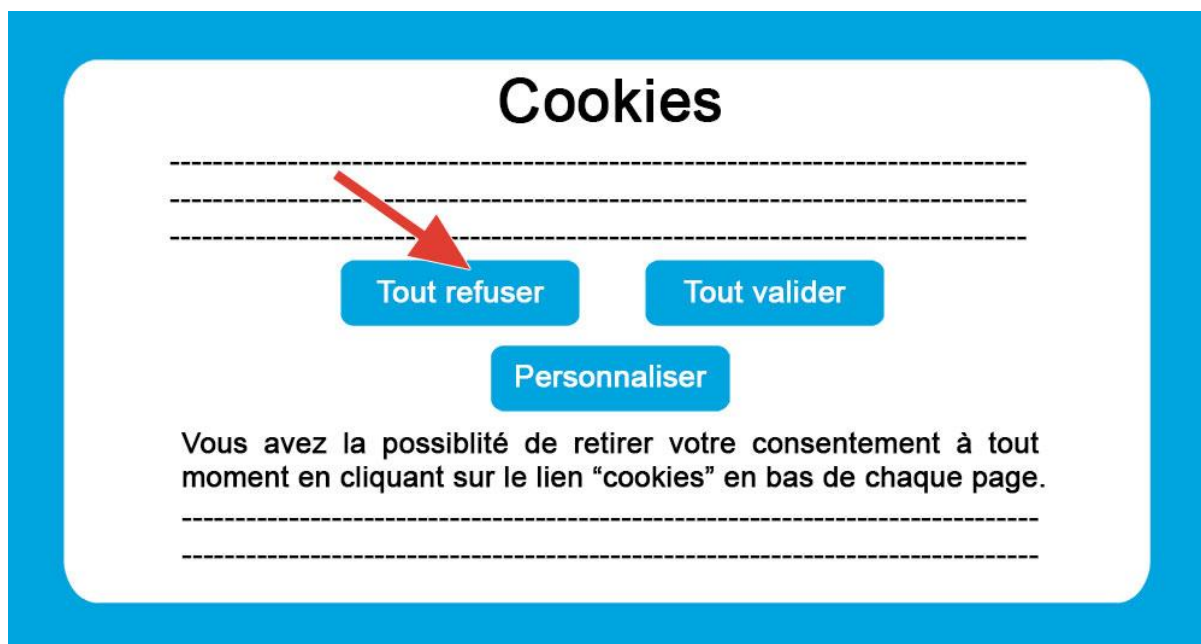 Cookies
Tout refuser
Tout valider
Personnaliser
Vous avez la possiblité de retirer votre consentement à tout
moment en cliquant sur le lien “cookies” en bas de chaque page.